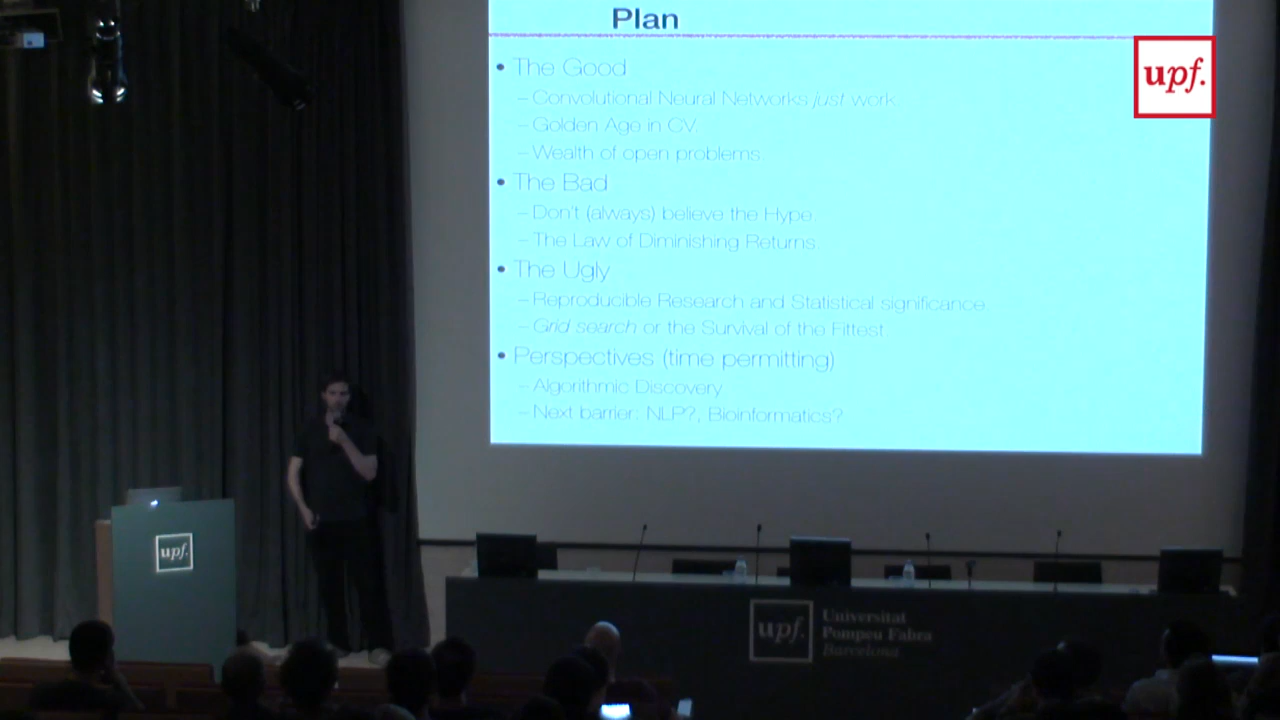 Plan
• The Good
– Convolutional Neural Networks just work.
– Golden Age in CV.
– Wealth of open problems.
• The Bad
– Don't (always) believe the Hype.
– The Law of Diminishing Returns
• The Ugly
– Reproducible Research and Statistical significance.
– Grid search or the Survival of the Fittest.
• Perspectives (time permitting)
– Algorithmic Discovery
– Next barrier: NLP?, Bioinformatics?
upf.
upf.
upf.
Universitat
Pompeu Fabra
Barcelona